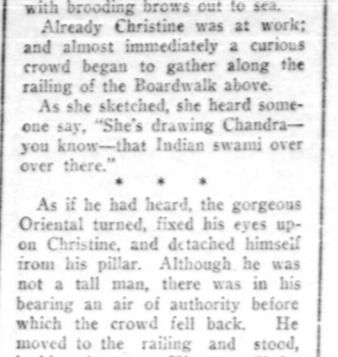 with brooding brows out to sea.
Already Christine was at work;
and almost immediately a curious
crowd began to gather along the
railing of the Boardwalk above.
As she sketched, she heard some-
one say, "She's drawing Chandra—
you know—that Indian swami over
over there."
* * *
As if he had heard, the gorgeous
Oriental turned, fixed his eyes up-
on Christine, and detached himself
from his pillar. Although he was
not a tall man, there was in his
bearing an air of authority before
which the crowd fell back. He
moved to the railing and stood,